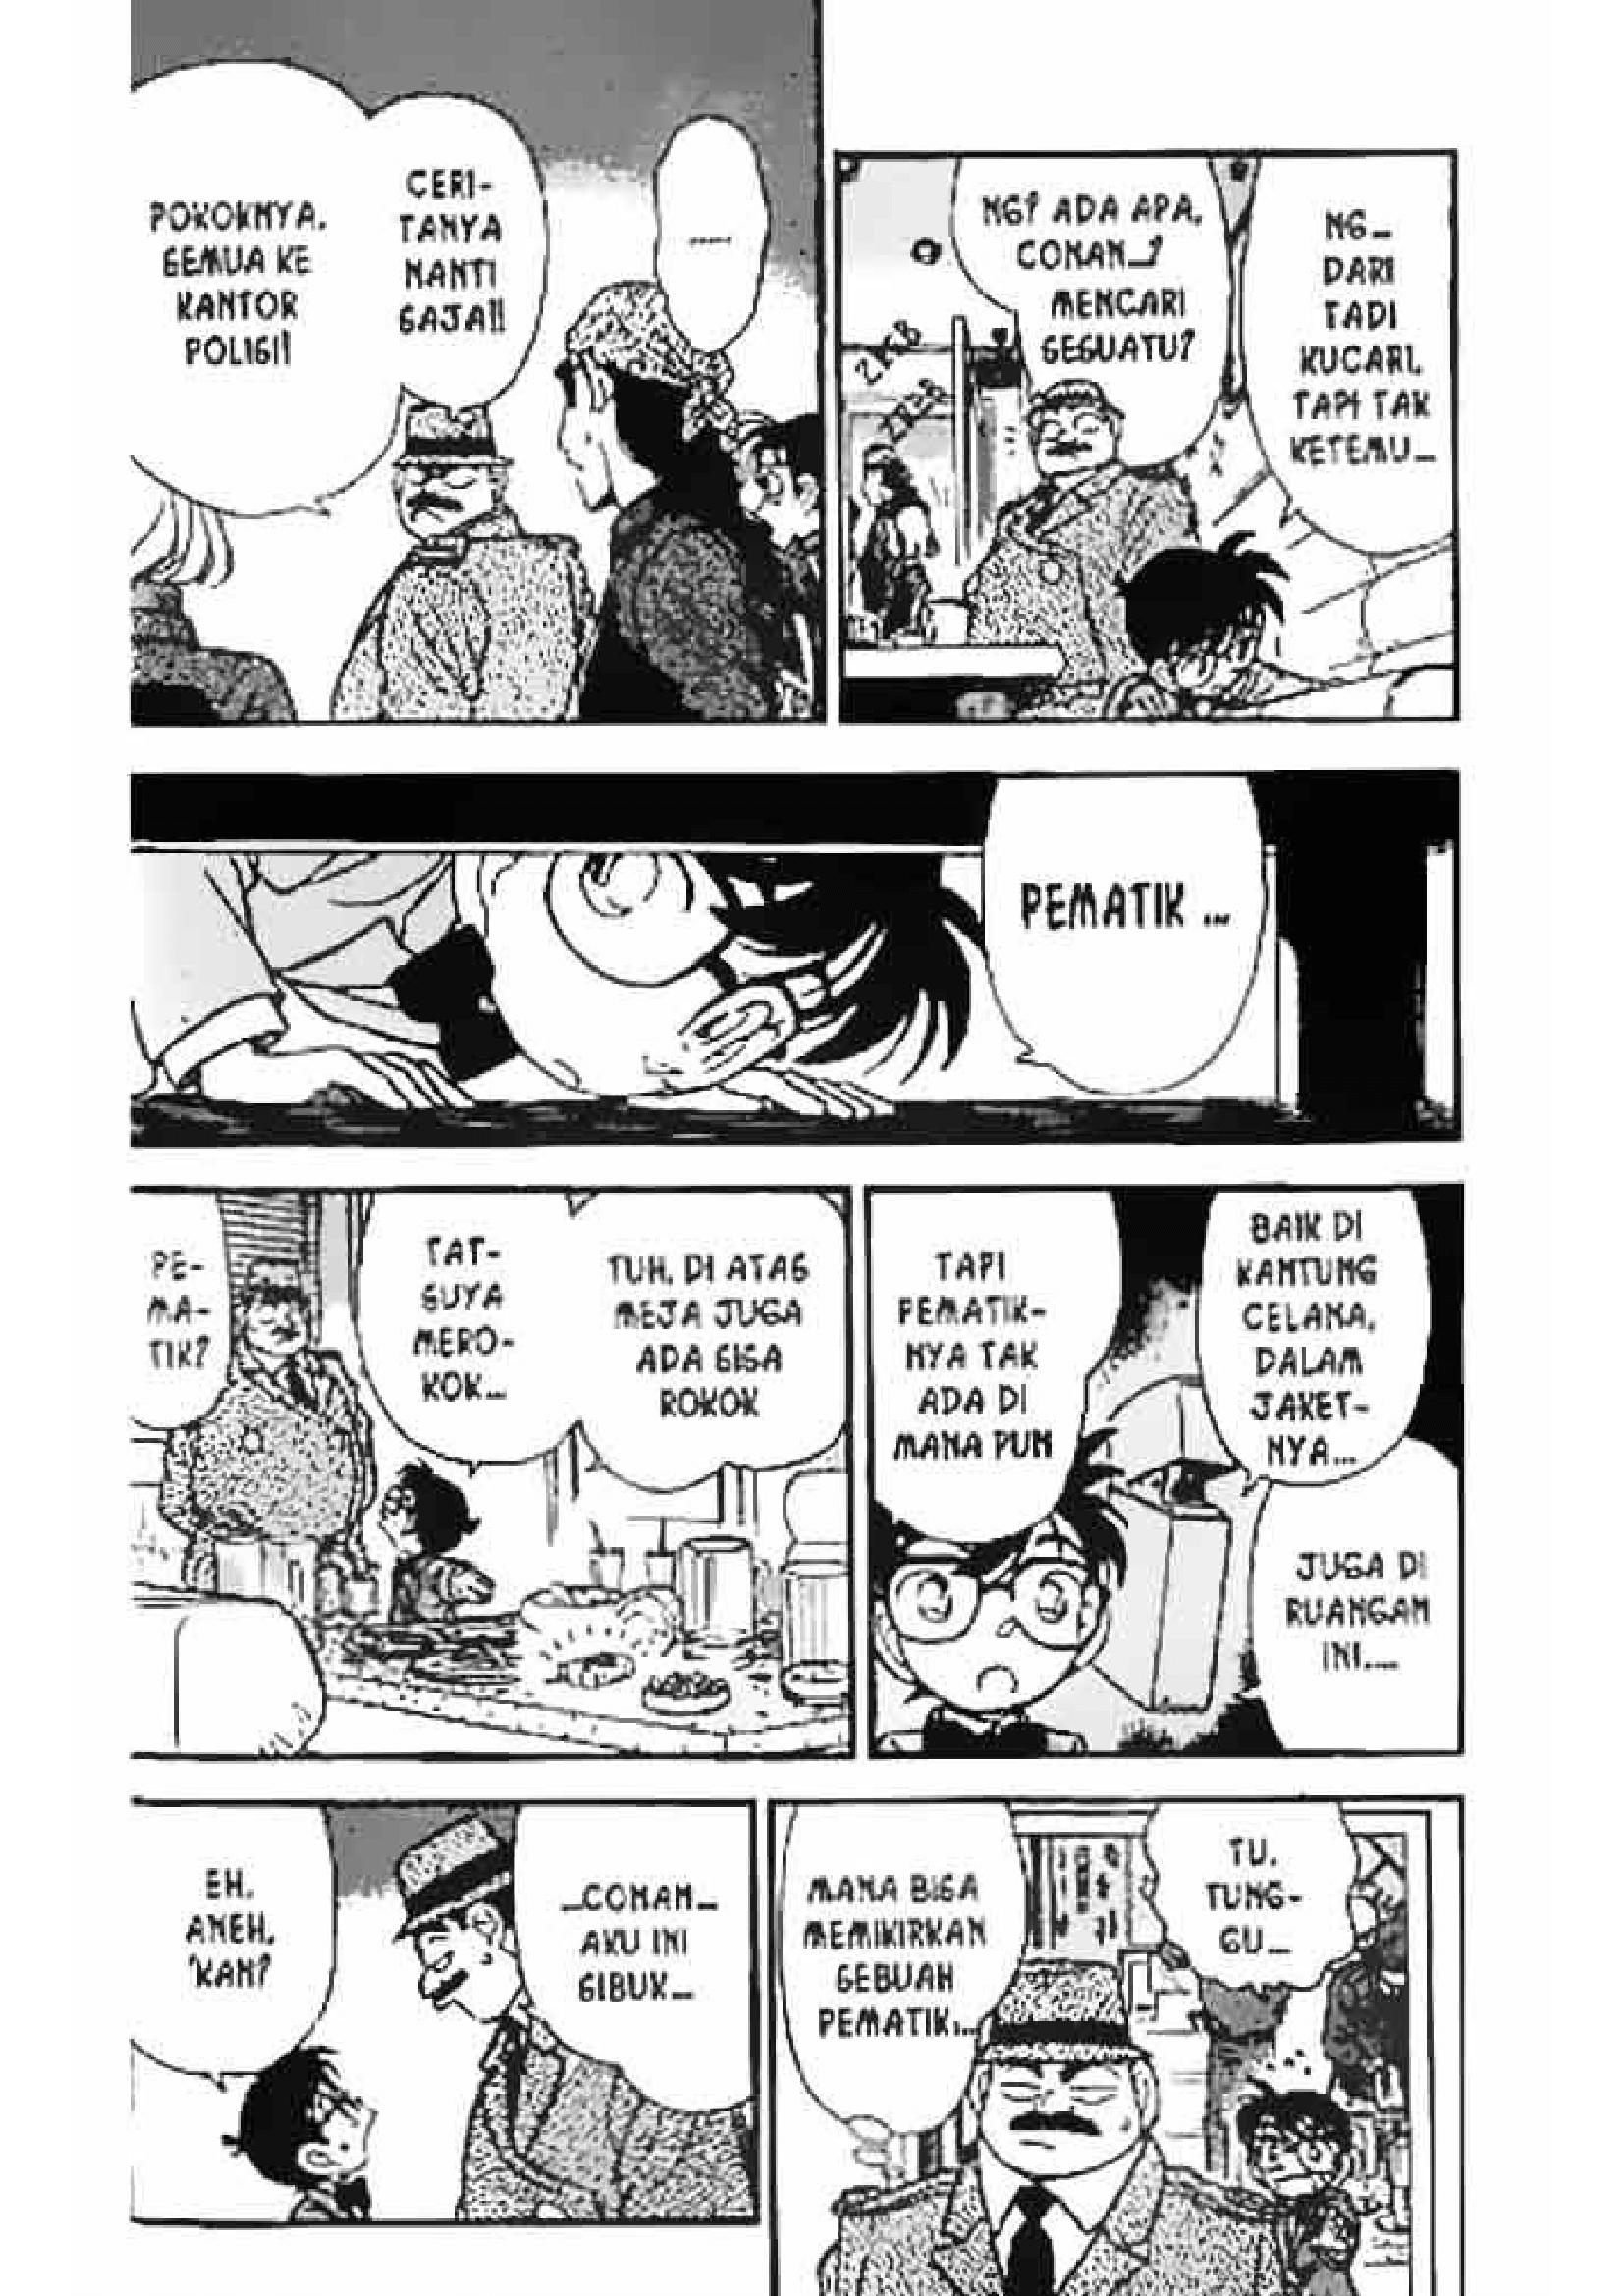 NG...
DARI
TADI
KUCARI,
TAPI TAK
KETEMU...
NG? ADA APA,
CONAN...?
MENCARI
SESUATU?
.....
CERI-
TANYA
NANTI
SAJA!!
POKOKNYA,
SEMUA KE
KANTOR
POLISI!
PEMATIK ...
BAIK DI
KANTUNG
CELANA,
DALAM
JAKET-
NYA...
JUGA DI
RUANGAN
INI....
TAPI
PEMATIK-
NYA TAK
ADA DI
MANA PUN
TUH, DI ATAS
MEJA JUGA
ADA SISA
ROKOK
TAT-
SUYA
MERO-
KOK...
PE-
MA-
TIK?
TU,
TUNG-
GU...
MANA BISA
MEMIKIRKAN
SEBUAH
PEMATIK...
...CONAN...
AKU INI
SIBUK...
EH,
ANEH,
'KAN?